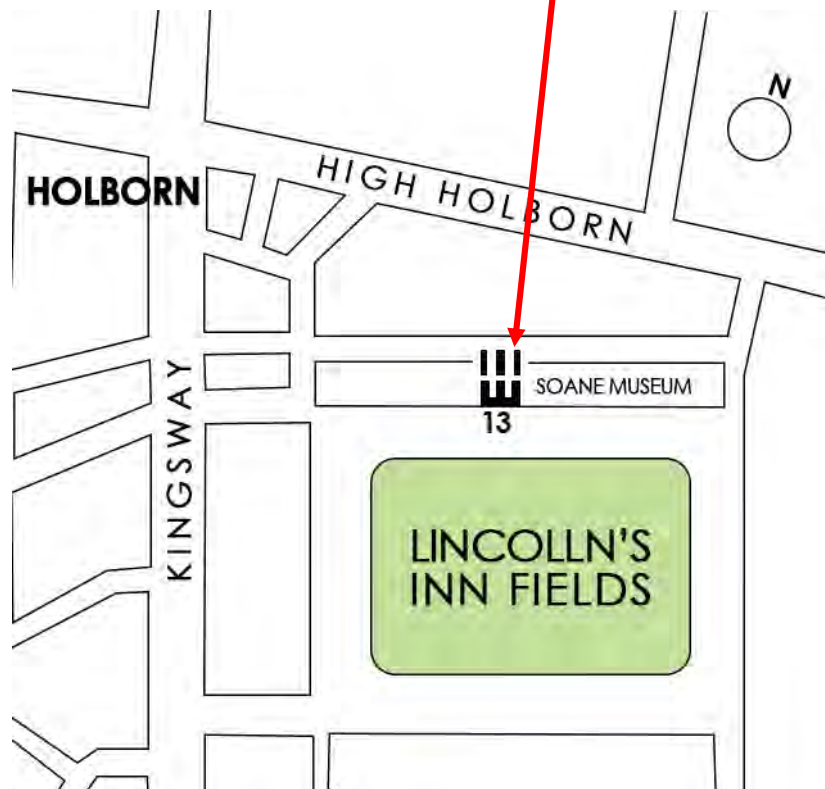 N
HIGH HOLBORN
HOLBORN
KINGSWAY
SOANE MUSEUM
13
LINCOLLN'S
INN FIELDS